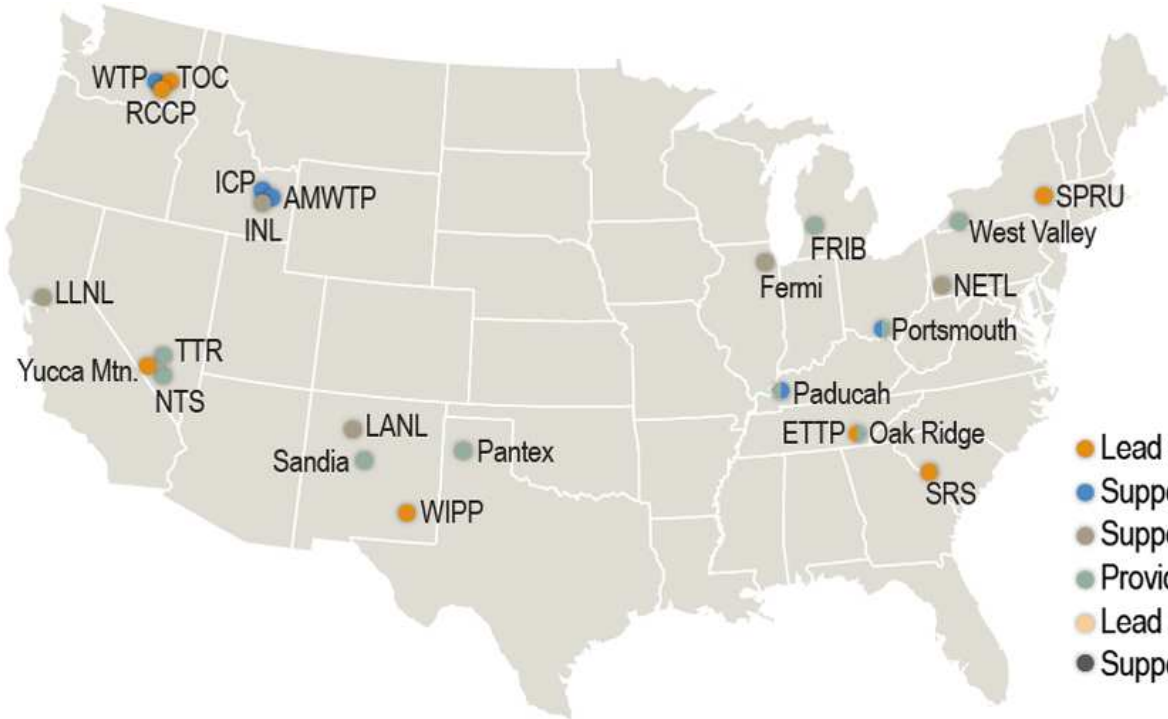 WTP TOC
RCCP
ICP AMWTP
INL
LLNL
TTR
Yucca Mtn.
NTS
LANL
Sandia
Pantex
WIPP
FRIB
Fermi
SPRU
West Valley
NETL
Portsmouth
Paducah
ETTP Oak Ridge
SRS
Lead
Suppo
Suppo
Provid
Lead
Suppo